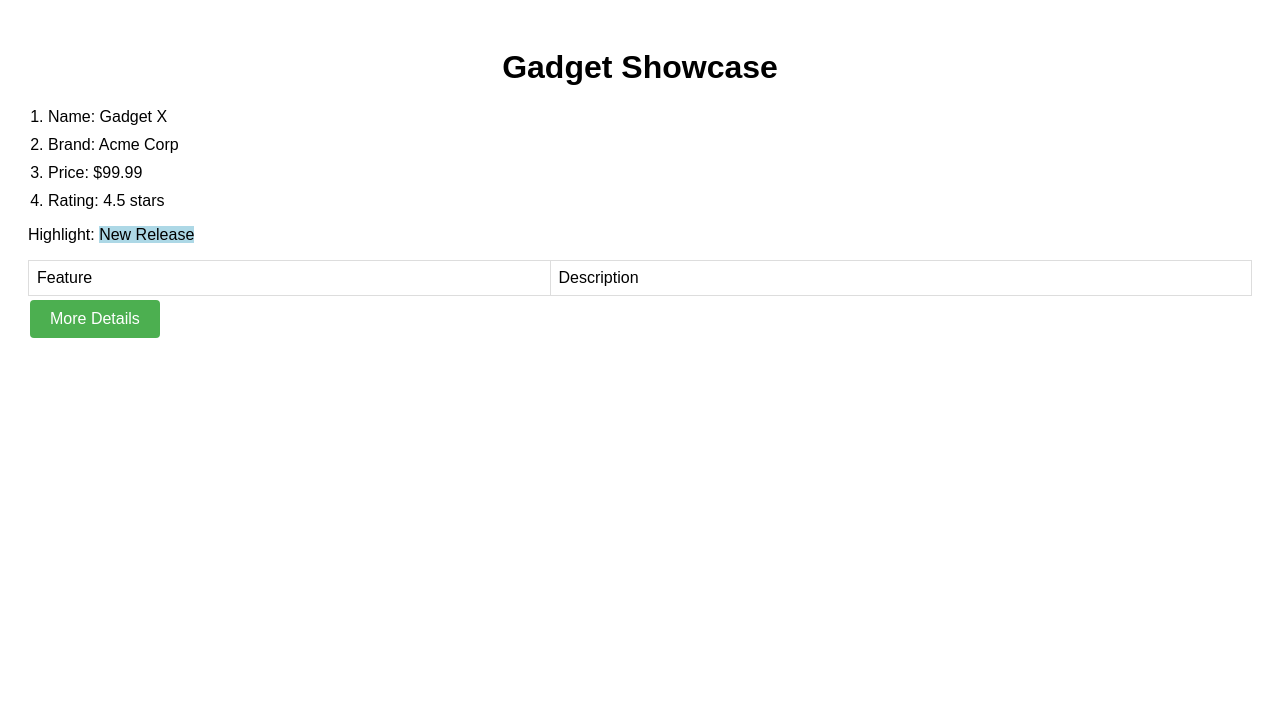 Gadget Showcase
1. Name: Gadget X
2. Brand: Acme Corp
3. Price: $99.99
4. Rating: 4.5 stars
Highlight: New Release
Feature Description
More Details